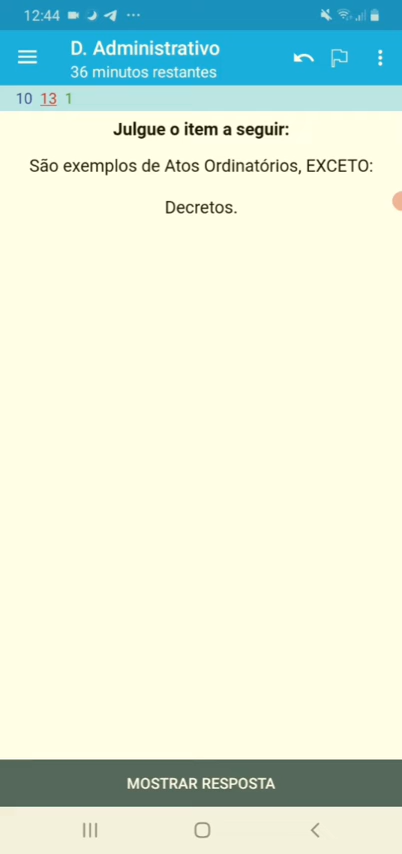 12:44
D. Administrativo
36 minutos restantes
10 13 1
Julgue o item a seguir:
São exemplos de Atos Ordinatórios, EXCETO:
Decretos.
MOSTRAR RESPOSTA